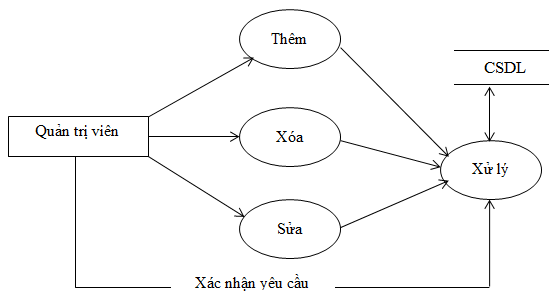 Thêm
CSDL
Quản trị viên
Xóa
Xử lý
Sửa
Xác nhận yêu cầu